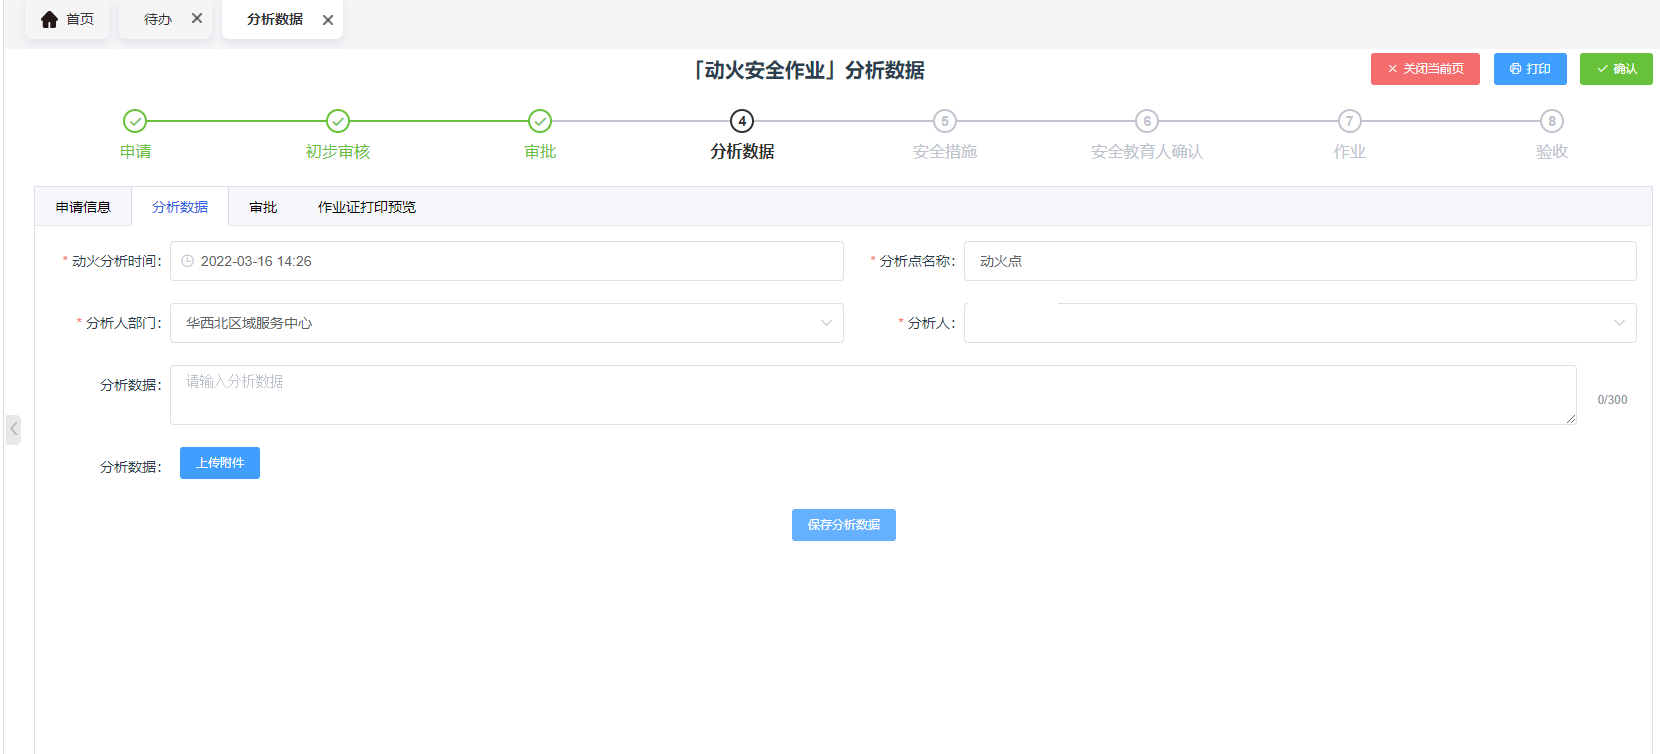 首页
待办
分析数据
「动火安全作业」分析数据
关闭当前页
打印
确认
4
5
6
7
8
申请
初步审核
审批
分析数据
安全措施
安全教育人确认
作业
验收
申请信息
分析数据
审批
作业证打印预览
* 动火分析时间：
2022-03-16 14:26
* 分析点名称：
动火点
* 分析人部门：
华西北区域服务中心
* 分析人：
分析数据：
请输入分析数据
0/300
分析数据：
上传附件
保存分析数据